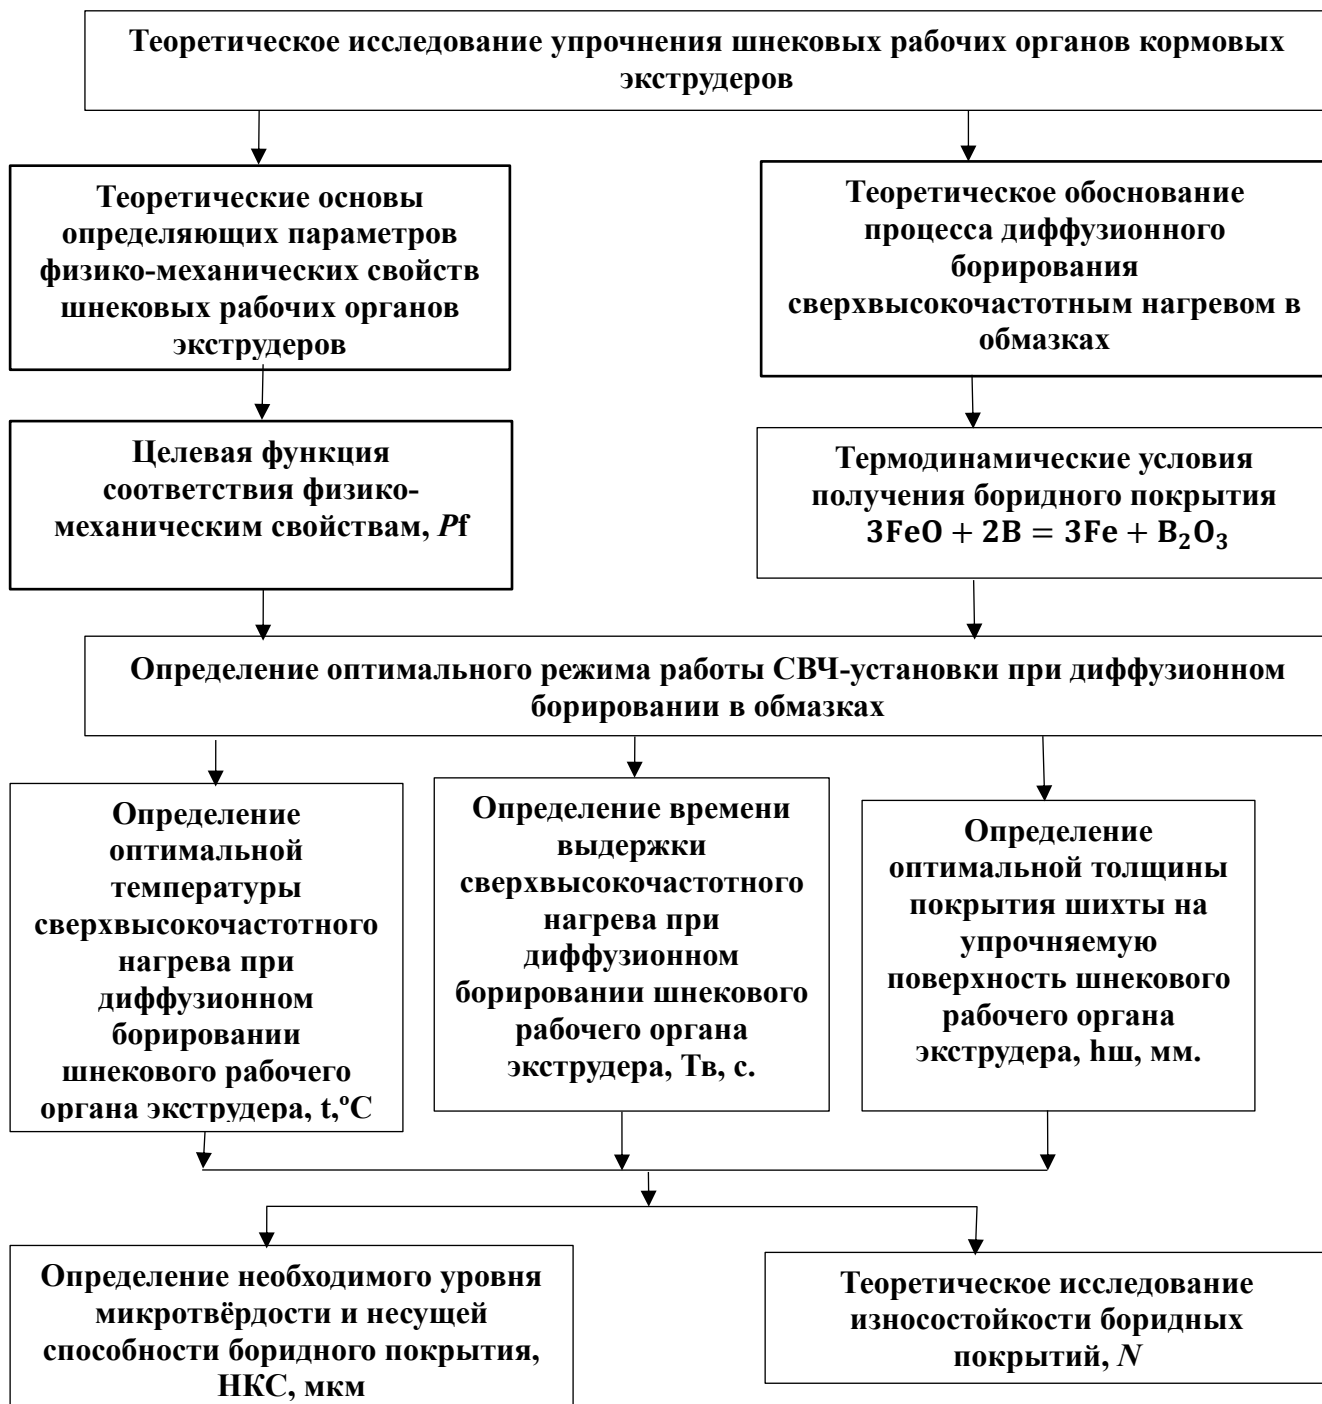 Теоретическое исследование упрочнения шнековых рабочих органов кормовых
экструдеров
Теоретические основы
определяющих параметров
физико-механических свойств
шнековых рабочих органов
экструдеров
Теоретическое обоснование
процесса диффузионного
борирования
сверхвысокочастотным нагревом в
обмазках
Целевая функция
соответствия физико-
механическим свойствам, Pf
Термодинамические условия
получения боридного покрытия
3FeO + 2B = 3Fe + B₂O₃
Определение оптимального режима работы СВЧ-установки при диффузионном
борировании в обмазках
Определение
оптимальной
температуры
сверхвысокочастотного
нагрева при
диффузионном
борировании
шнекового рабочего
органа экструдера, t,ºС
Определение времени
выдержки
сверхвысокочастотного
нагрева при
диффузионном
борировании шнекового
рабочего органа
экструдера, Тв, с.
Определение
оптимальной толщины
покрытия шихты на
упрочняемую
поверхность шнекового
рабочего органа
экструдера, hш, мм.
Определение необходимого уровня
микротвёрдости и несущей
способности боридного покрытия,
НКС, мкм
Теоретическое исследование
износостойкости боридных
покрытий, N